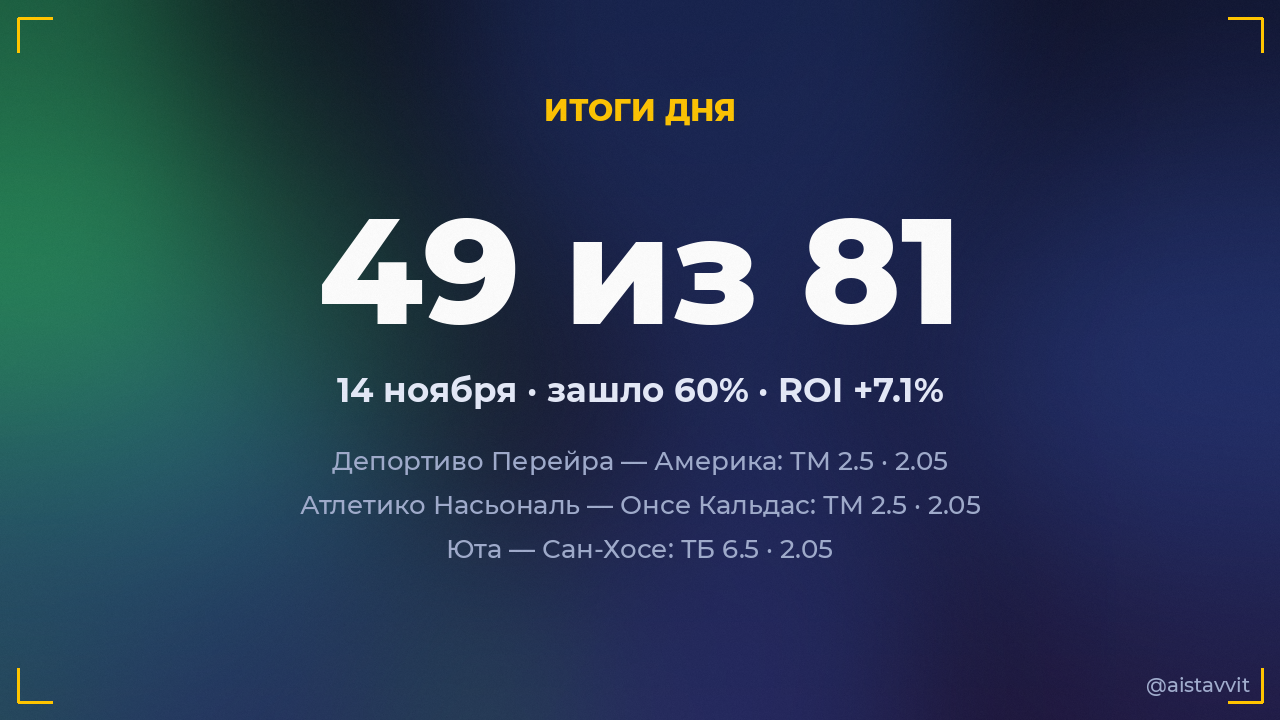 ИТОГИ ДНЯ
49 из 81
14 ноября · зашло 60% · ROI +7.1%
Депортиво Перейра — Америка: ТМ 2.5 · 2.05
Атлетико Насьональ — Онсе Кальдас: ТМ 2.5 · 2.05
Юта — Сан-Хосе: ТБ 6.5 · 2.05
@aistavvit